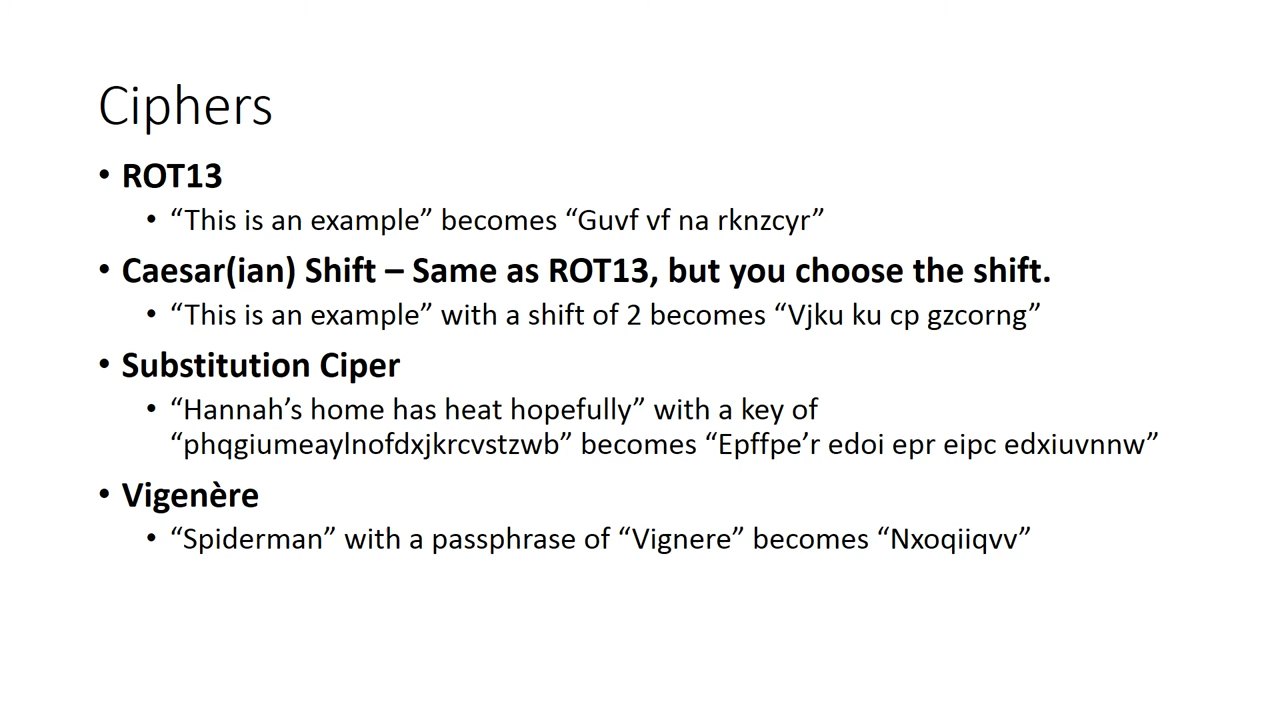 Ciphers
• ROT13
• “This is an example” becomes “Guvf vf na rknzcyr”
• Caesar(ian) Shift – Same as ROT13, but you choose the shift.
• “This is an example” with a shift of 2 becomes “Vjku ku cp gzcorng”
• Substitution Ciper
• “Hannah’s home has heat hopefully” with a key of
“phqgiumeaylnofdxjkrcvstzwb” becomes “Epffpe’r edoi epr eipc edxiuvnnw”
• Vigenère
• “Spiderman” with a passphrase of “Vignere” becomes “Nxoqiiqvv”